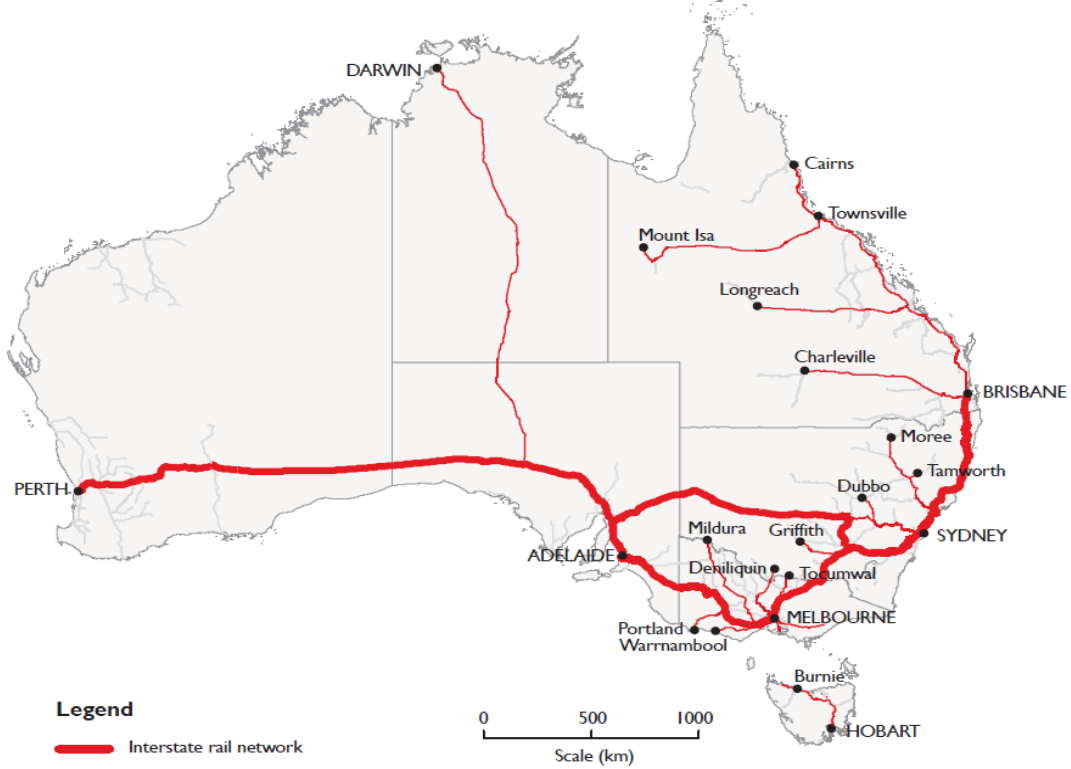 DARWIN
Cairns
Townsville
Mount Isa
Longreach
Charleville
BRISBANE
Moree
Tamworth
Dubbo
PERTH
Mildura
Griffith
SYDNEY
ADELAIDE
Deniliquin
Tocumwal
MELBOURNE
Portland
Warrnambool
Burnie
HOBART
Legend
Interstate rail network
0 500 1000
Scale (km)